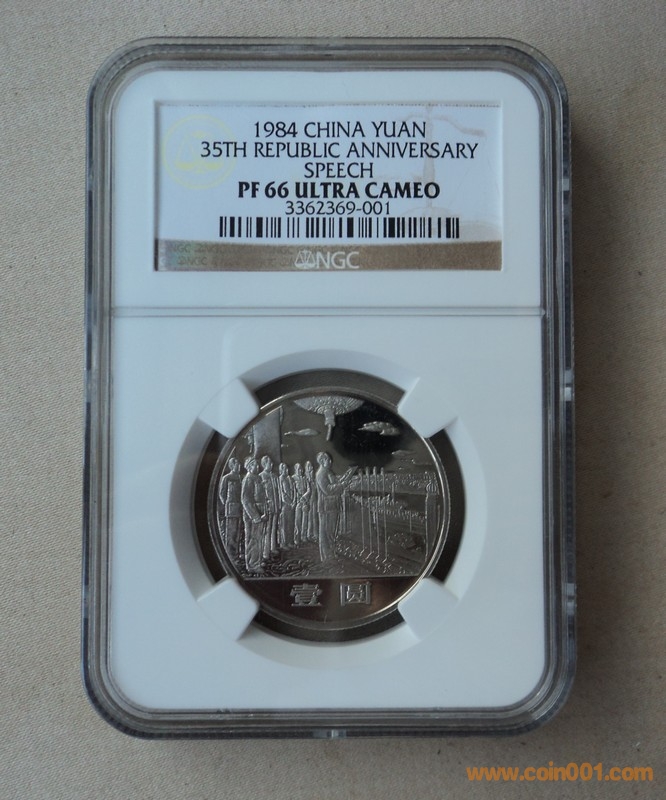 1984 CHINA YUAN
35TH REPUBLIC ANNIVERSARY
SPEECH
PF 66 ULTRA CAMEO
3362369-001
NGC
壹圆
www.coin001.com